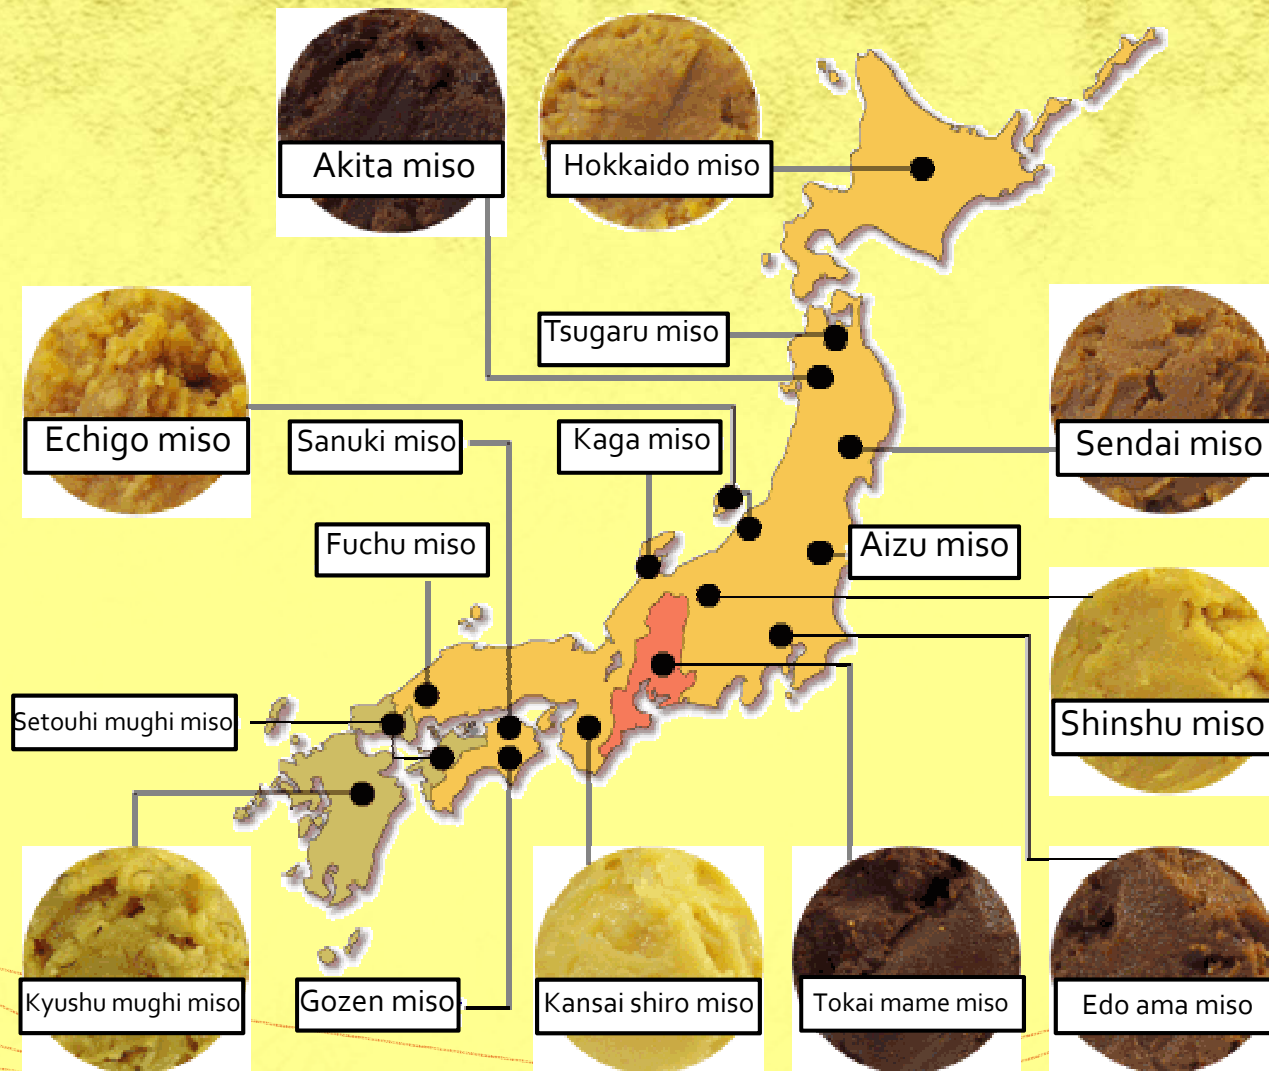 Akita miso
Hokkaido miso
Tsugaru miso
Echigo miso
Sanuki miso
Kaga miso
Sendai miso
Fuchu miso
Aizu miso
Setouhi mughi miso
Shinshu miso
Kyushu mughi miso
Gozen miso
Kansai shiro miso
Tokai mame miso
Edo ama miso